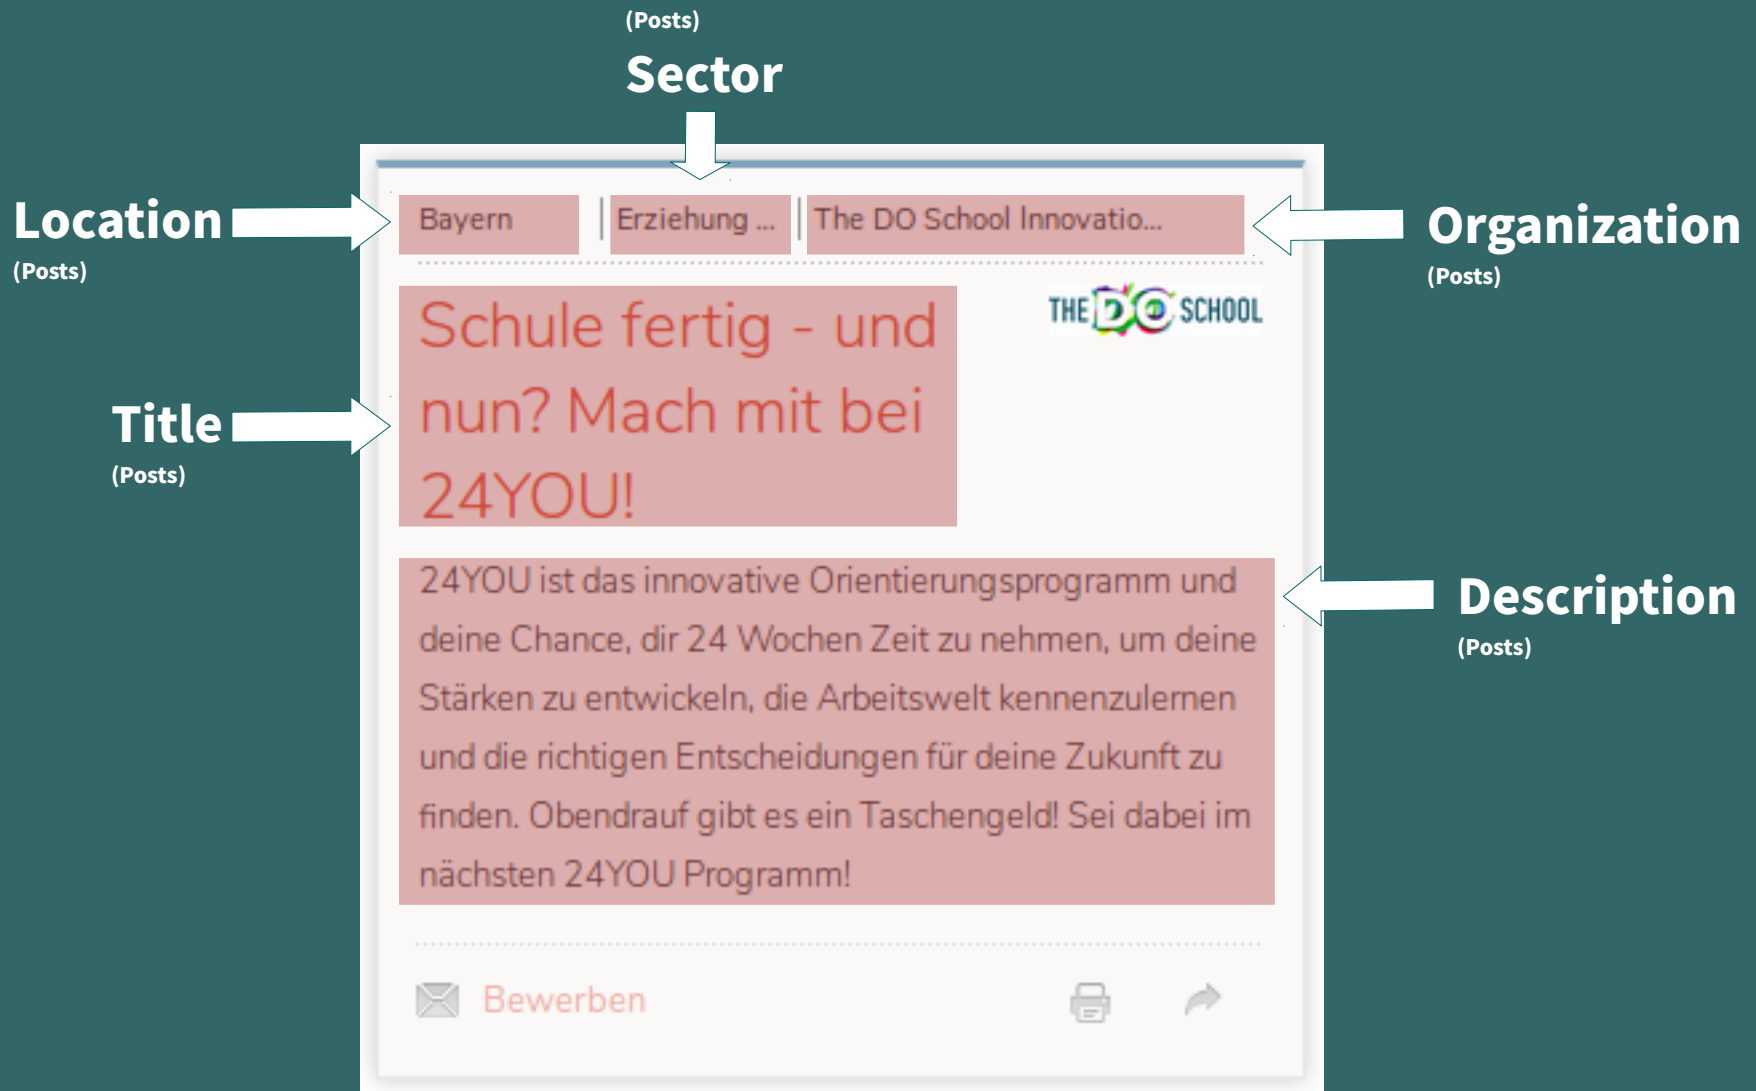 (Posts)
Sector
Location
(Posts)
Bayern | Erziehung ... | The DO School Innovatio...
Organization
(Posts)
THE DO SCHOOL
Title
(Posts)
Schule fertig - und
nun? Mach mit bei
24YOU!
Description
(Posts)
24YOU ist das innovative Orientierungsprogramm und
deine Chance, dir 24 Wochen Zeit zu nehmen, um deine
Stärken zu entwickeln, die Arbeitswelt kennenzulernen
und die richtigen Entscheidungen für deine Zukunft zu
finden. Obendrauf gibt es ein Taschengeld! Sei dabei im
nächsten 24YOU Programm!
Bewerben